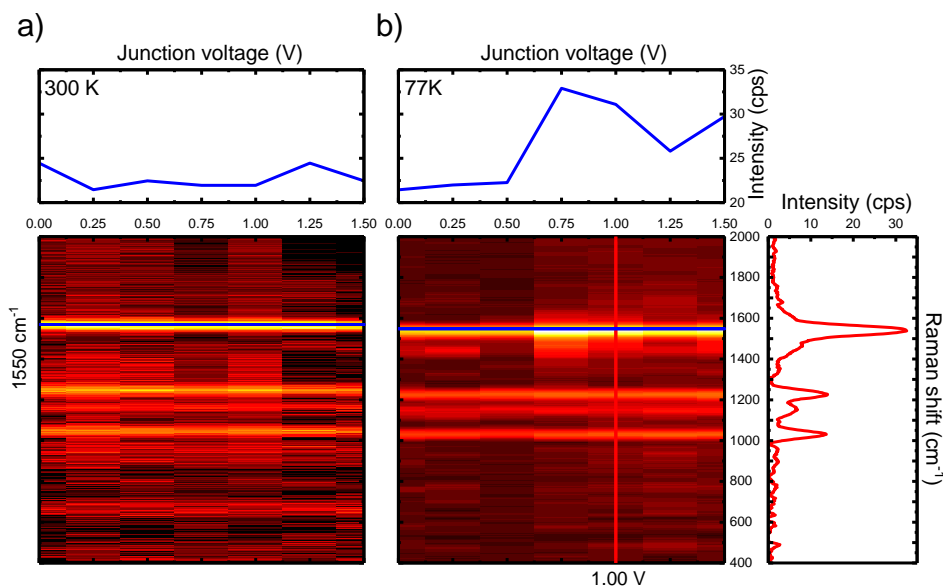 a)
b)
Junction voltage (V)
Junction voltage (V)
300 K
77K
35
30
25
20
Intensity (cps)
0.00 0.25 0.50 0.75 1.00 1.25 1.50
0.00 0.25 0.50 0.75 1.00 1.25 1.50
Intensity (cps)
0 10 20 30
1550 cm⁻¹
2000
1800
1600
1400
1200
1000
800
600
400
Raman shift (cm⁻¹)
1.00 V